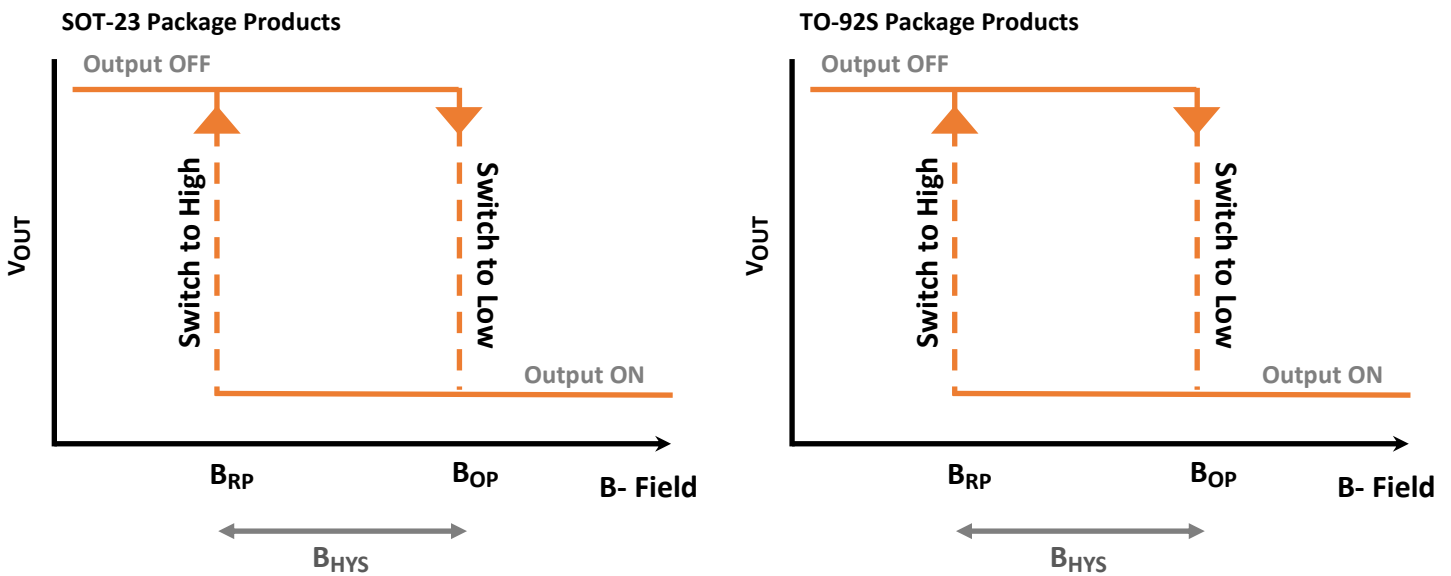 SOT-23 Package Products
Output OFF
VOUT
Switch to High
Switch to Low
Output ON
BRP
BOP
B- Field
BHYS
TO-92S Package Products
Output OFF
VOUT
Switch to High
Switch to Low
Output ON
BRP
BOP
B- Field
BHYS